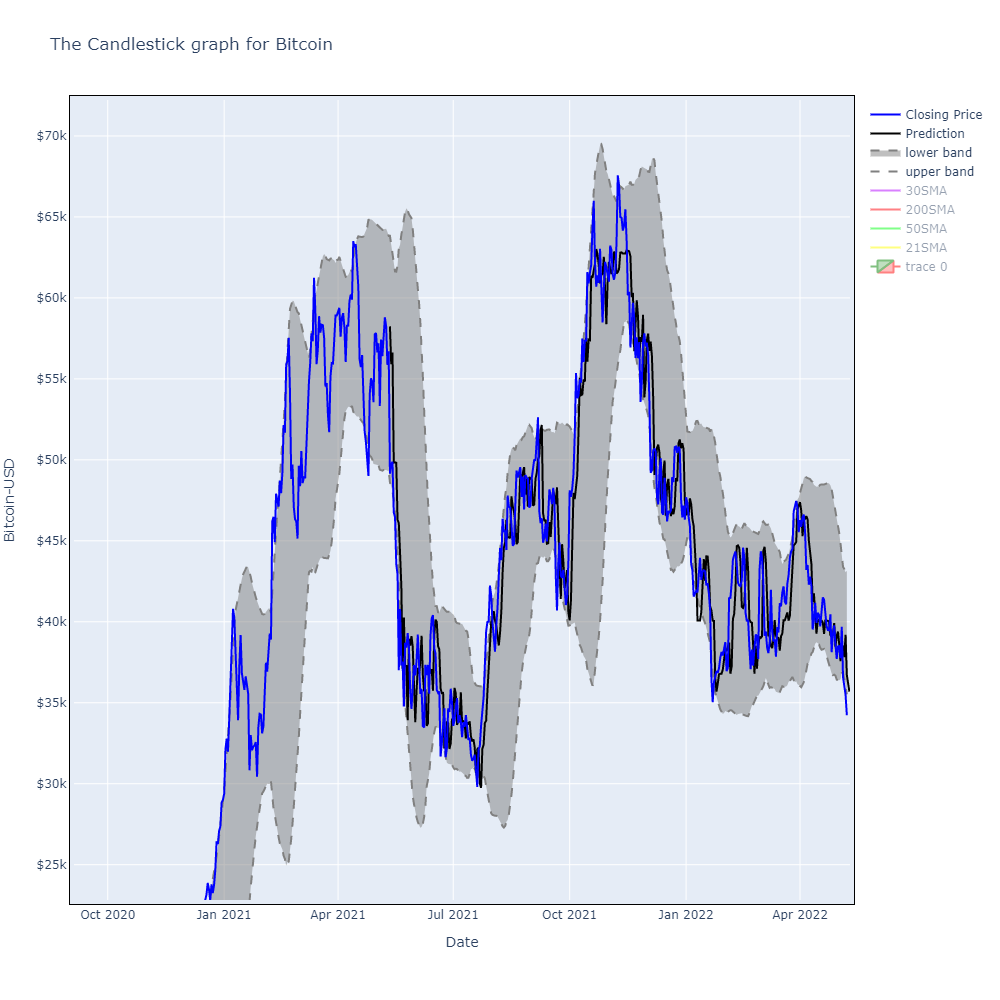 The Candlestick graph for Bitcoin
Closing Price
Prediction
lower band
upper band
30SMA
200SMA
50SMA
21SMA
trace 0
$70k
$65k
$60k
$55k
$50k
$45k
$40k
$35k
$30k
$25k
Bitcoin-USD
Oct 2020
Jan 2021
Apr 2021
Jul 2021
Oct 2021
Jan 2022
Apr 2022
Date